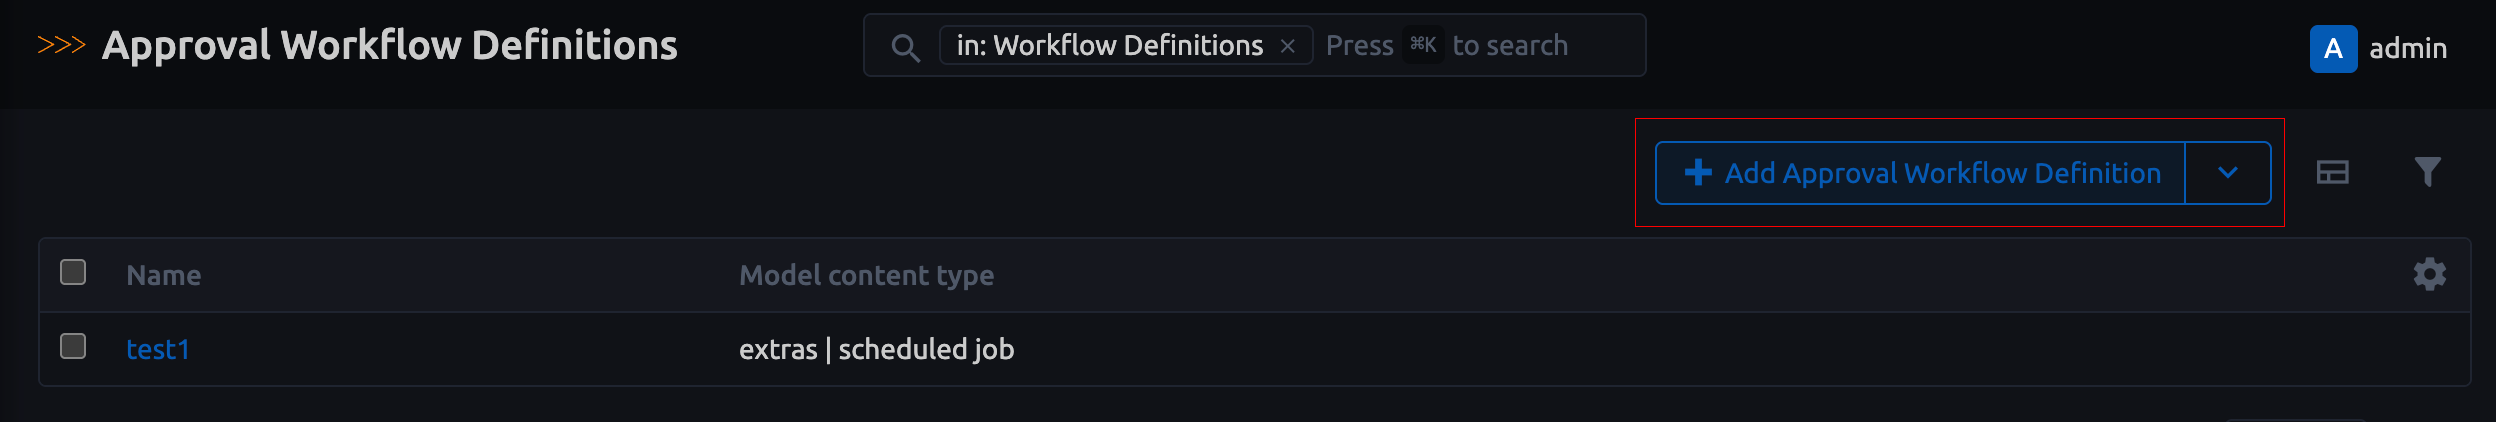 >>> Approval Workflow Defintions
in: Workflow Definitions × Press ⌘K to search
A admin
Add Approval Workflow Definition
Name Model content type
test1 extras | scheduled job